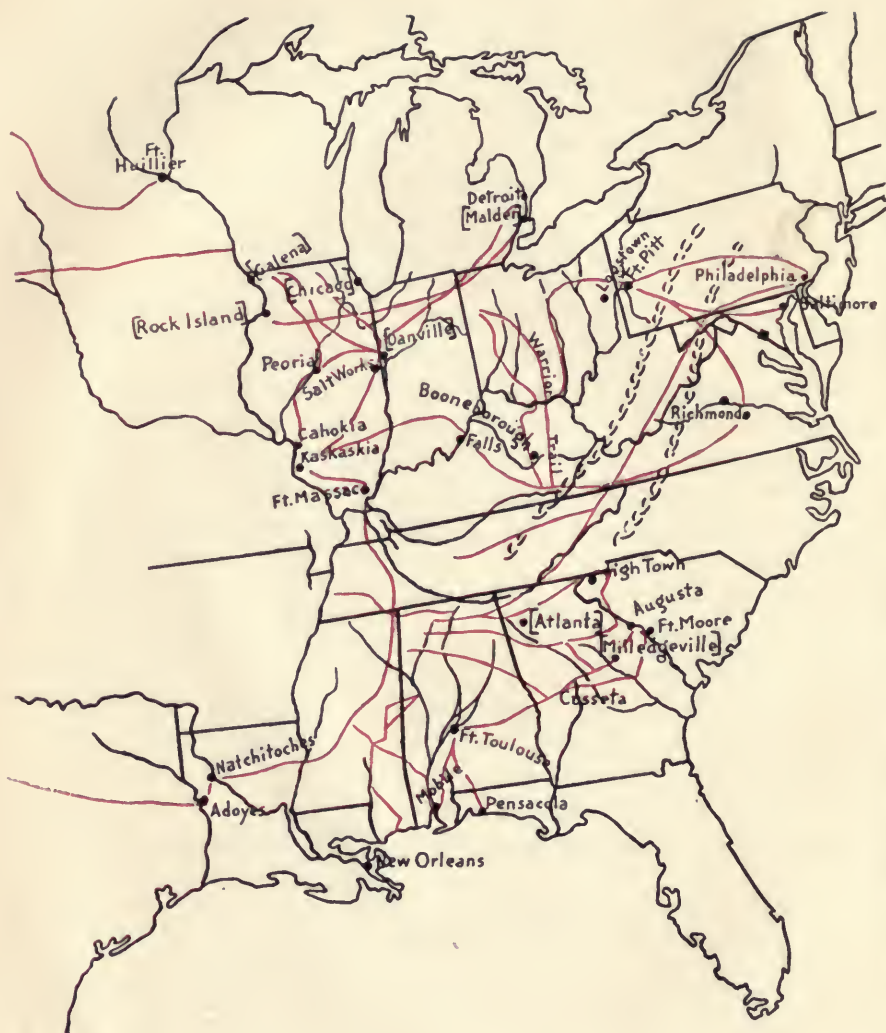 Ft.
Huillier
Detroit
[Malden]
[Galena]
[Chicago]
Logstown
Ft. Pitt
Philadelphia
Baltimore
[Rock Island]
[Danville]
Peoria
Salt Works
Warrior
Trail
Boonesborough
Falls
Richmond
Cahokia
Kaskaskia
Ft. Massac
High Town
Augusta
Ft. Moore
[Atlanta]
[Milledgeville]
Cusseta
Ft. Toulouse
Natchitoches
Adoyes
Mobile
Pensacola
New Orleans